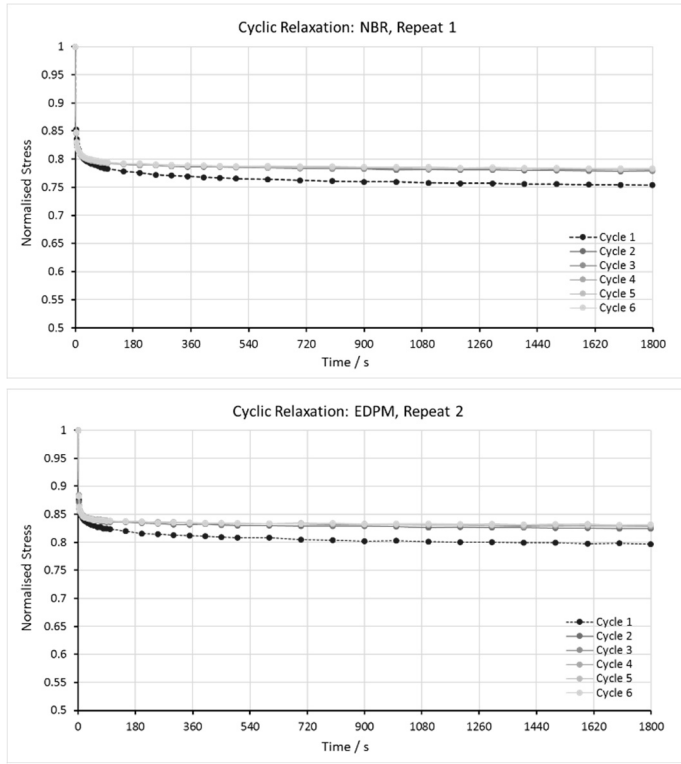 Cyclic Relaxation: NBR, Repeat 1
1
0.95
0.9
0.85
0.8
0.75
0.7
0.65
0.6
0.55
0.5
Normalised Stress
Cycle 1
Cycle 2
Cycle 3
Cycle 4
Cycle 5
Cycle 6
0 180 360 540 720 900 1080 1260 1440 1620 1800
Time / s
Cyclic Relaxation: EDPM, Repeat 2
1
0.95
0.9
0.85
0.8
0.75
0.7
0.65
0.6
0.55
0.5
Normalised Stress
Cycle 1
Cycle 2
Cycle 3
Cycle 4
Cycle 5
Cycle 6
0 180 360 540 720 900 1080 1260 1440 1620 1800
Time / s